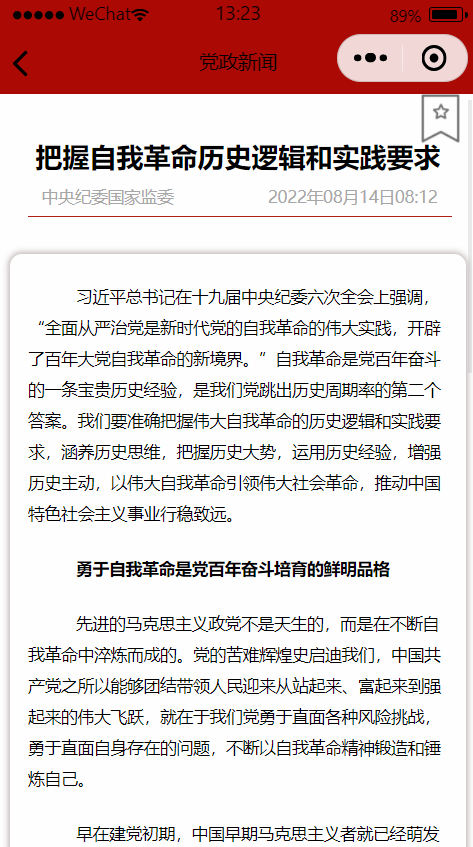 WeChat 13:23 89%
党政新闻
把握自我革命历史逻辑和实践要求
中央纪委国家监委 2022年08月14日08:12
习近平总书记在十九届中央纪委六次全会上强调，
“全面从严治党是新时代党的自我革命的伟大实践，开辟
了百年大党自我革命的新境界。”自我革命是党百年奋斗
的一条宝贵历史经验，是我们党跳出历史周期率的第二个
答案。我们要准确把握伟大自我革命的历史逻辑和实践要
求，涵养历史思维，把握历史大势，运用历史经验，增强
历史主动，以伟大自我革命引领伟大社会革命，推动中国
特色社会主义事业行稳致远。
勇于自我革命是党百年奋斗培育的鲜明品格
先进的马克思主义政党不是天生的，而是在不断自
我革命中淬炼而成的。党的苦难辉煌史启迪我们，中国共
产党之所以能够团结带领人民迎来从站起来、富起来到强
起来的伟大飞跃，就在于我们党勇于直面各种风险挑战，
勇于直面自身存在的问题，不断以自我革命精神锻造和锤
炼自己。
早在建党初期，中国早期马克思主义者就已经萌发